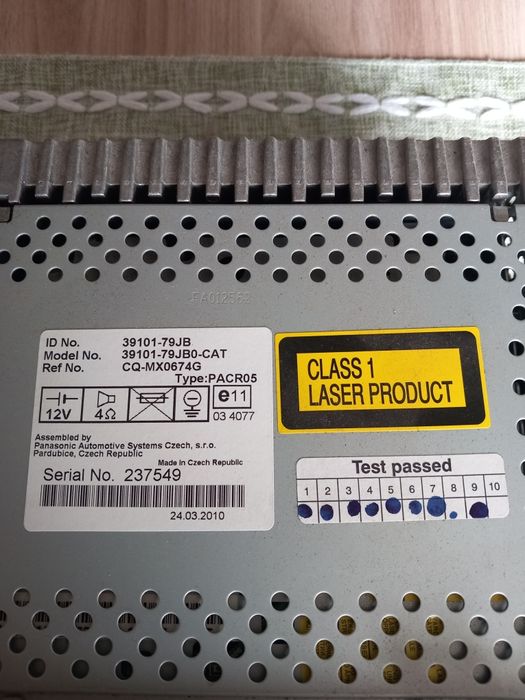 PA012563
ID No. 39101-79JB
Model No. 39101-79JB0-CAT
Ref No. CQ-MX0674G
Type:PACR05
12V 4Ω e11
03 4077
Assembled by
Panasonic Automotive Systems Czech, s.r.o.
Pardubice, Czech Republic
Made in Czech Republic
Serial No. 237549
24.03.2010
CLASS 1
LASER PRODUCT
Test passed
1 2 3 4 5 6 7 8 9 10